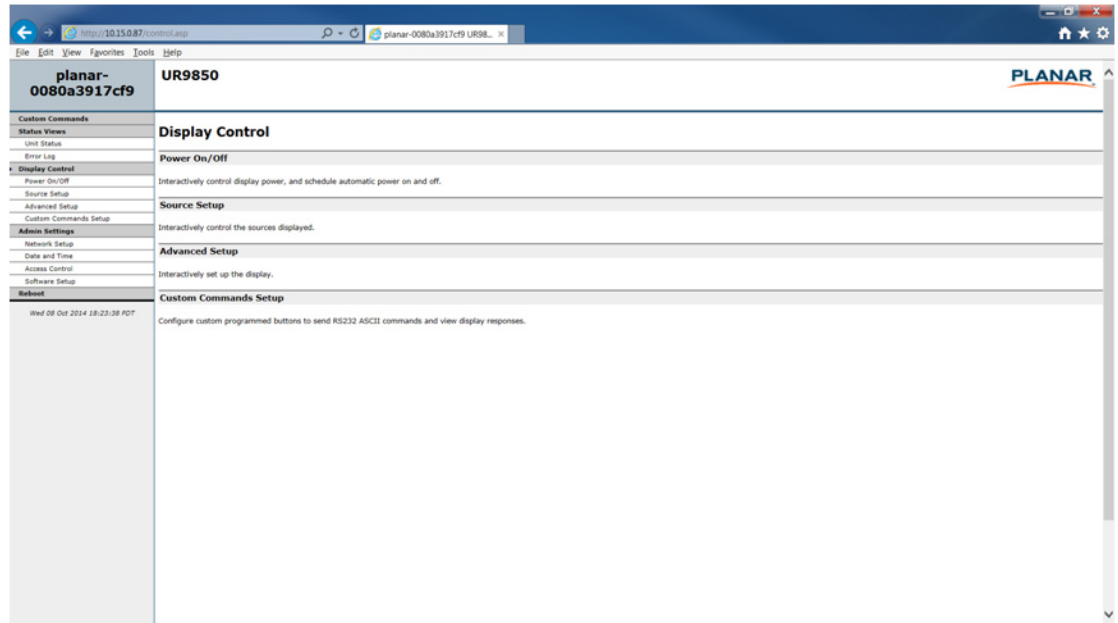 http://10.15.0.87/control.asp
planar-0080a3917cf9 UR98...
File Edit View Favorites Tools Help
planar-
0080a3917cf9
UR9850
PLANAR
Custom Commands
Status Views
Unit Status
Error Log
Display Control
Power On/Off
Source Setup
Advanced Setup
Custom Commands Setup
Admin Settings
Network Setup
Date and Time
Access Control
Software Setup
Reboot
Wed 08 Oct 2014 18:23:38 PDT
Display Control
Power On/Off
Interactively control display power, and schedule automatic power on and off.
Source Setup
Interactively control the sources displayed.
Advanced Setup
Interactively set up the display.
Custom Commands Setup
Configure custom programmed buttons to send RS232 ASCII commands and view display responses.